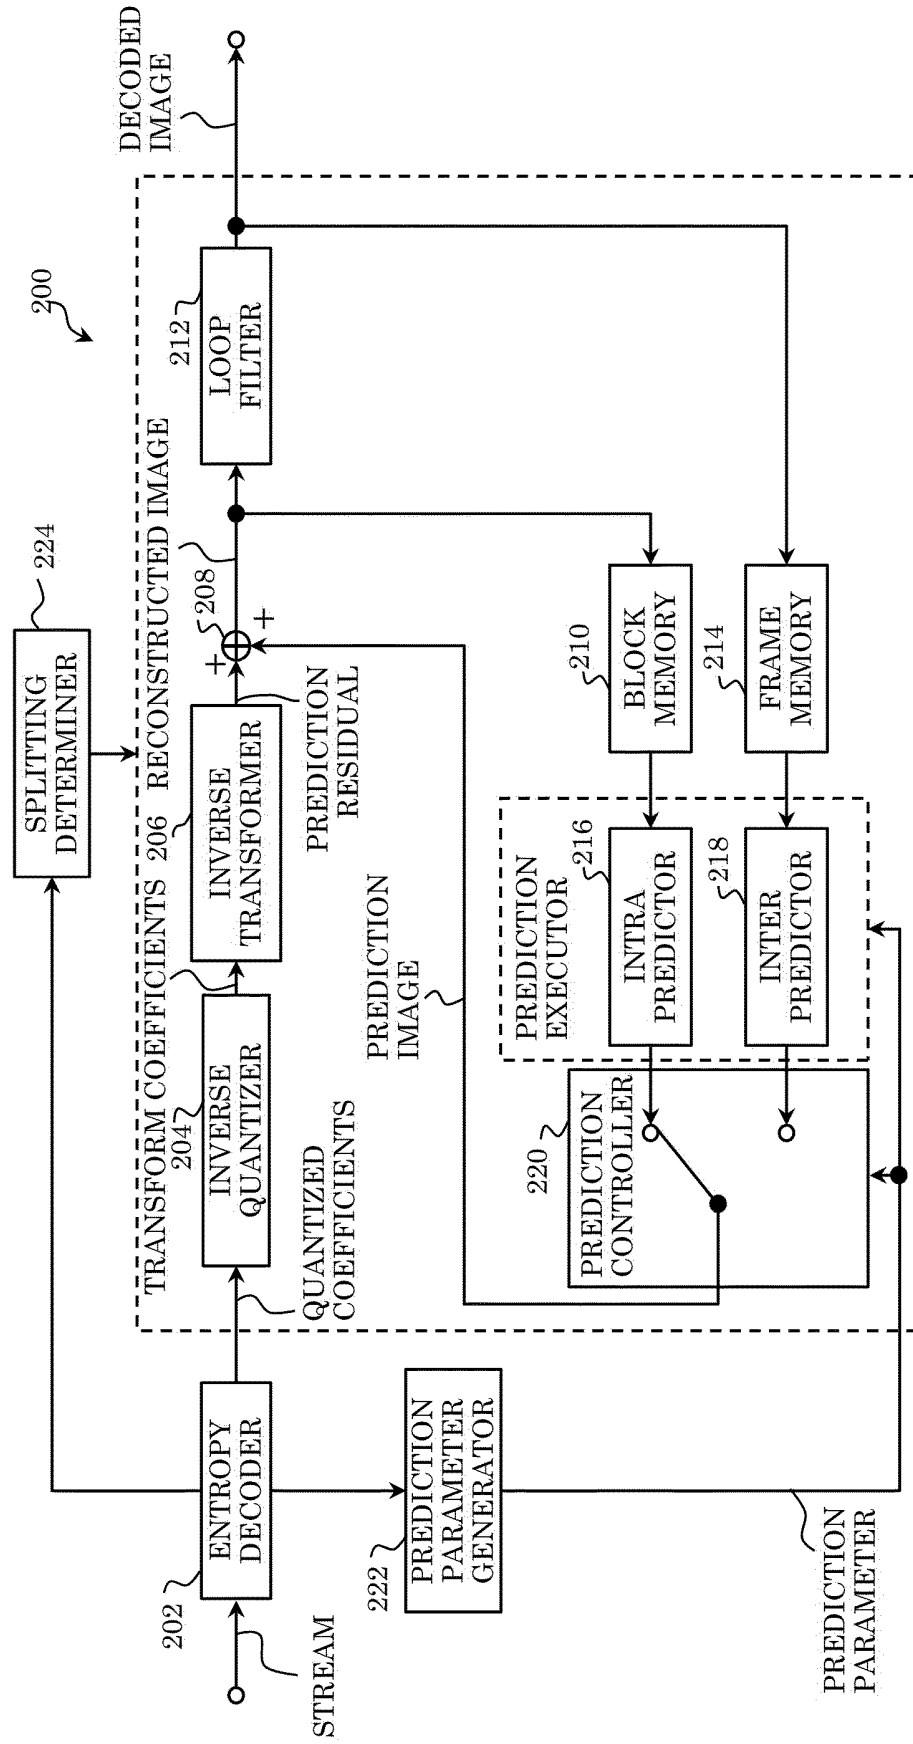 200
224
SPLITTING
DETERMINER
DECODED
IMAGE
TRANSFORM COEFFICIENTS
206
RECONSTRUCTED IMAGE
202
204
208
212
ENTROPY
DECODER
INVERSE
QUANTIZER
INVERSE
TRANSFORMER
+
+
LOOP
FILTER
STREAM
QUANTIZED
COEFFICIENTS
PREDICTION
RESIDUAL
222
PREDICTION
PARAMETER
GENERATOR
PREDICTION
IMAGE
PREDICTION
EXECUTOR
220
PREDICTION
CONTROLLER
216
INTRA
PREDICTOR
210
BLOCK
MEMORY
218
INTER
PREDICTOR
214
FRAME
MEMORY
PREDICTION
PARAMETER